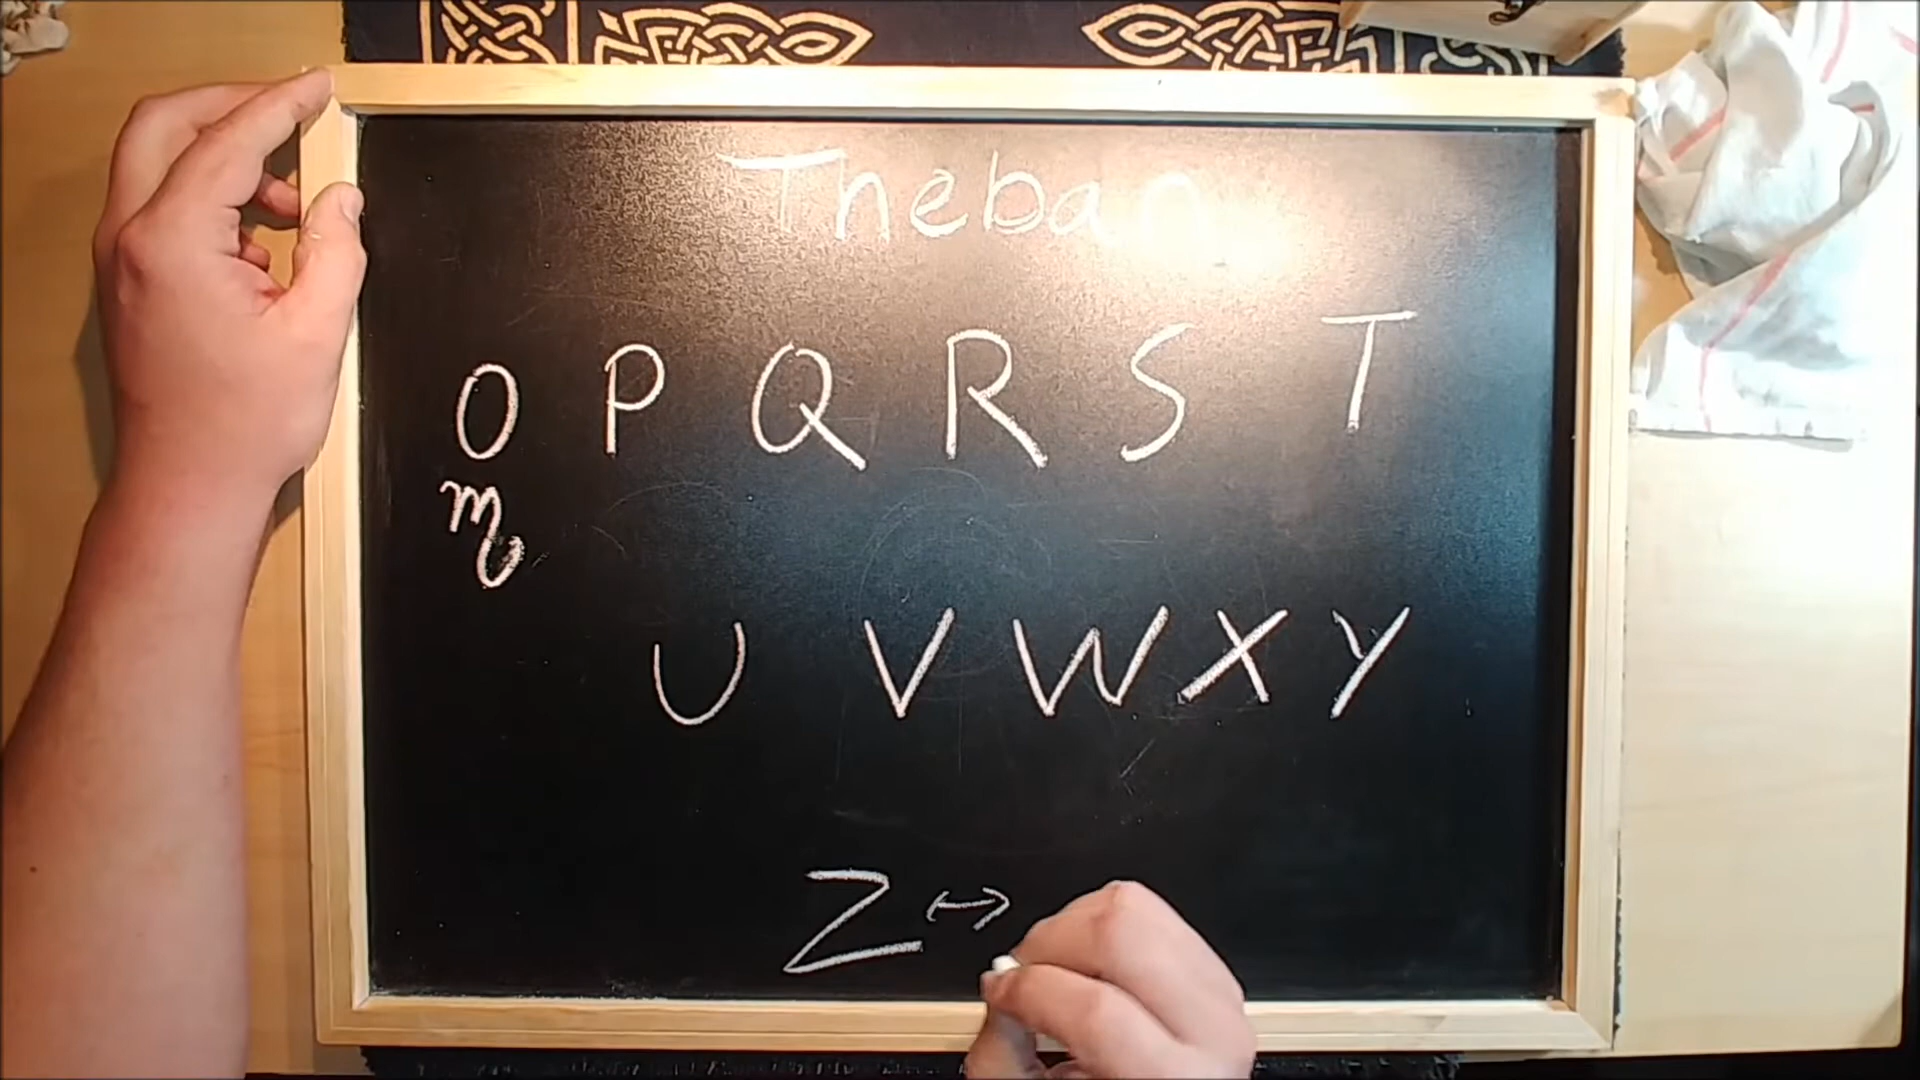 Theban
O P Q R S T
U V W X Y
Z ↔